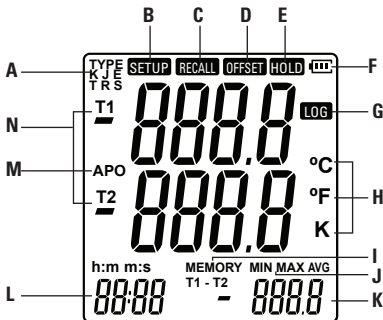 B C D E
A TYPE SETUP RECALL OFFSET HOLD F
K J E
T R S
T1 888.8 LOG G
N
M APO ºC
T2 888.8 ºF H
K
I
h:m m:s MEMORY MIN MAX AVG J
L 88:88 T1 - T2 888.8 K